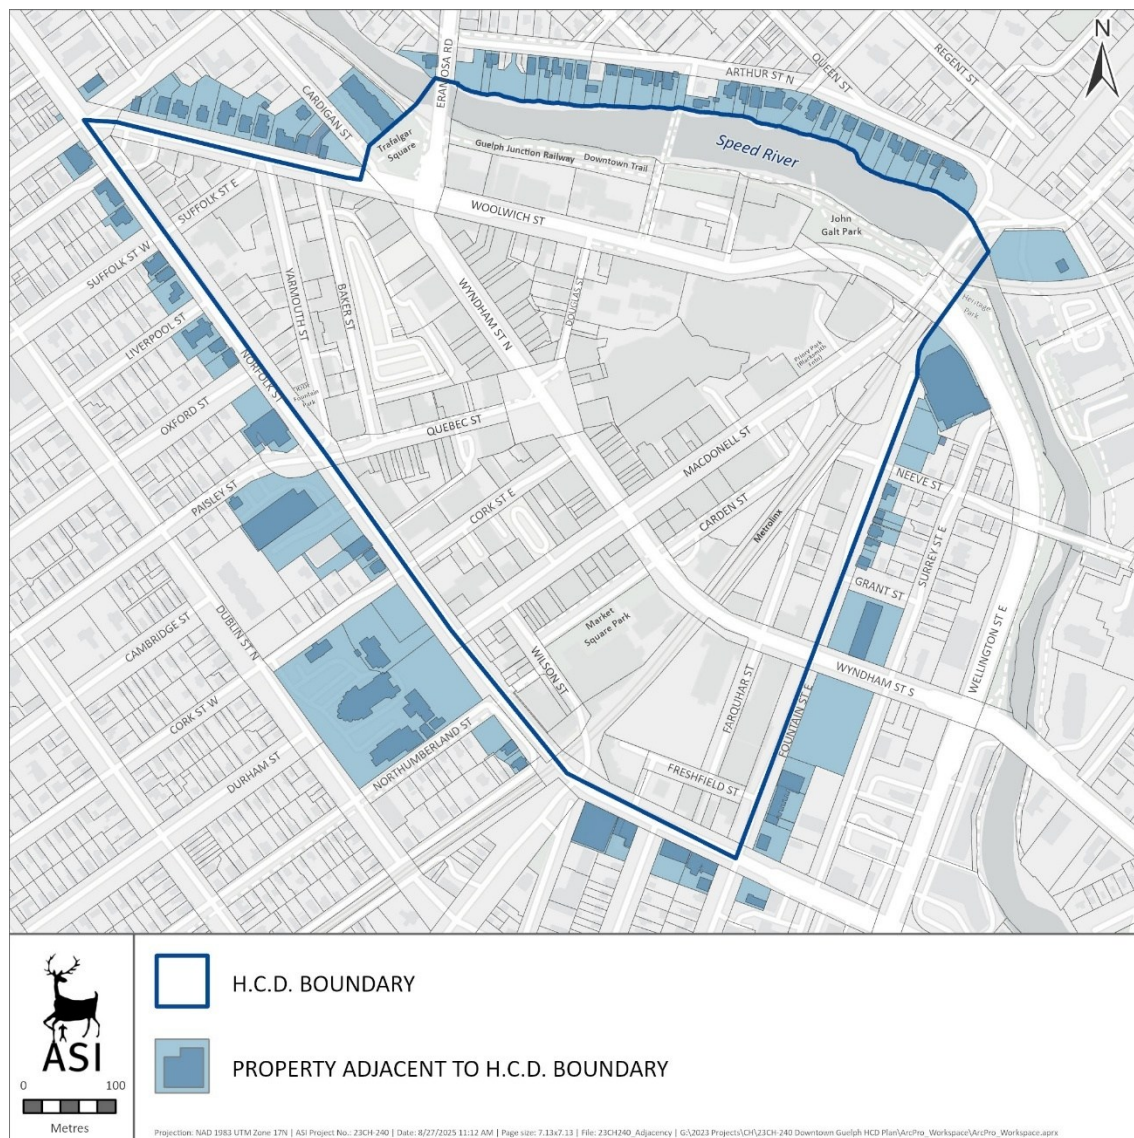 N
ERAMOSA RD
ARTHUR ST N
QUEEN ST
REGENT ST
CARDIGAN ST
Trafalgar
Square
Guelph Junction Railway
Downtown Trail
Speed River
SUFFOLK ST E
WOOLWICH ST
John
Galt Park
SUFFOLK ST W
YARMOUTH ST
BAKER ST
WYNDHAM ST N
DOUGLAS ST
Heritage
Park
LIVERPOOL ST
NORFOLK ST
Priory Park
(Blacksmith
Fountain Park
OXFORD ST
QUEBEC ST
MACDONELL ST
PAISLEY ST
CORK ST E
CARDEN ST
NEEVE ST
Metrolinx
SURREY ST E
GRANT ST
CAMBRIDGE ST
DUBLIN ST N
Market
Square Park
WELLINGTON ST E
WILSON ST
WYNDHAM ST S
CORK ST W
FARQUHAR ST
FOUNTAIN ST E
NORTHUMBERLAND ST
DURHAM ST
FRESHFIELD ST
H.C.D. BOUNDARY
PROPERTY ADJACENT TO H.C.D. BOUNDARY
ASI
0 100
Metres
Projection: NAD 1983 UTM Zone 17N | ASI Project No.: 23CH-240 | Date: 8/27/2025 11:12 AM | Page size: 7.13x7.13 | File: 23CH240_Adjacency | G:\2023 Projects\CH\23CH-240 Downtown Guelph HCD Plan\ArcPro_Workspace\ArcPro_Workspace.aprx